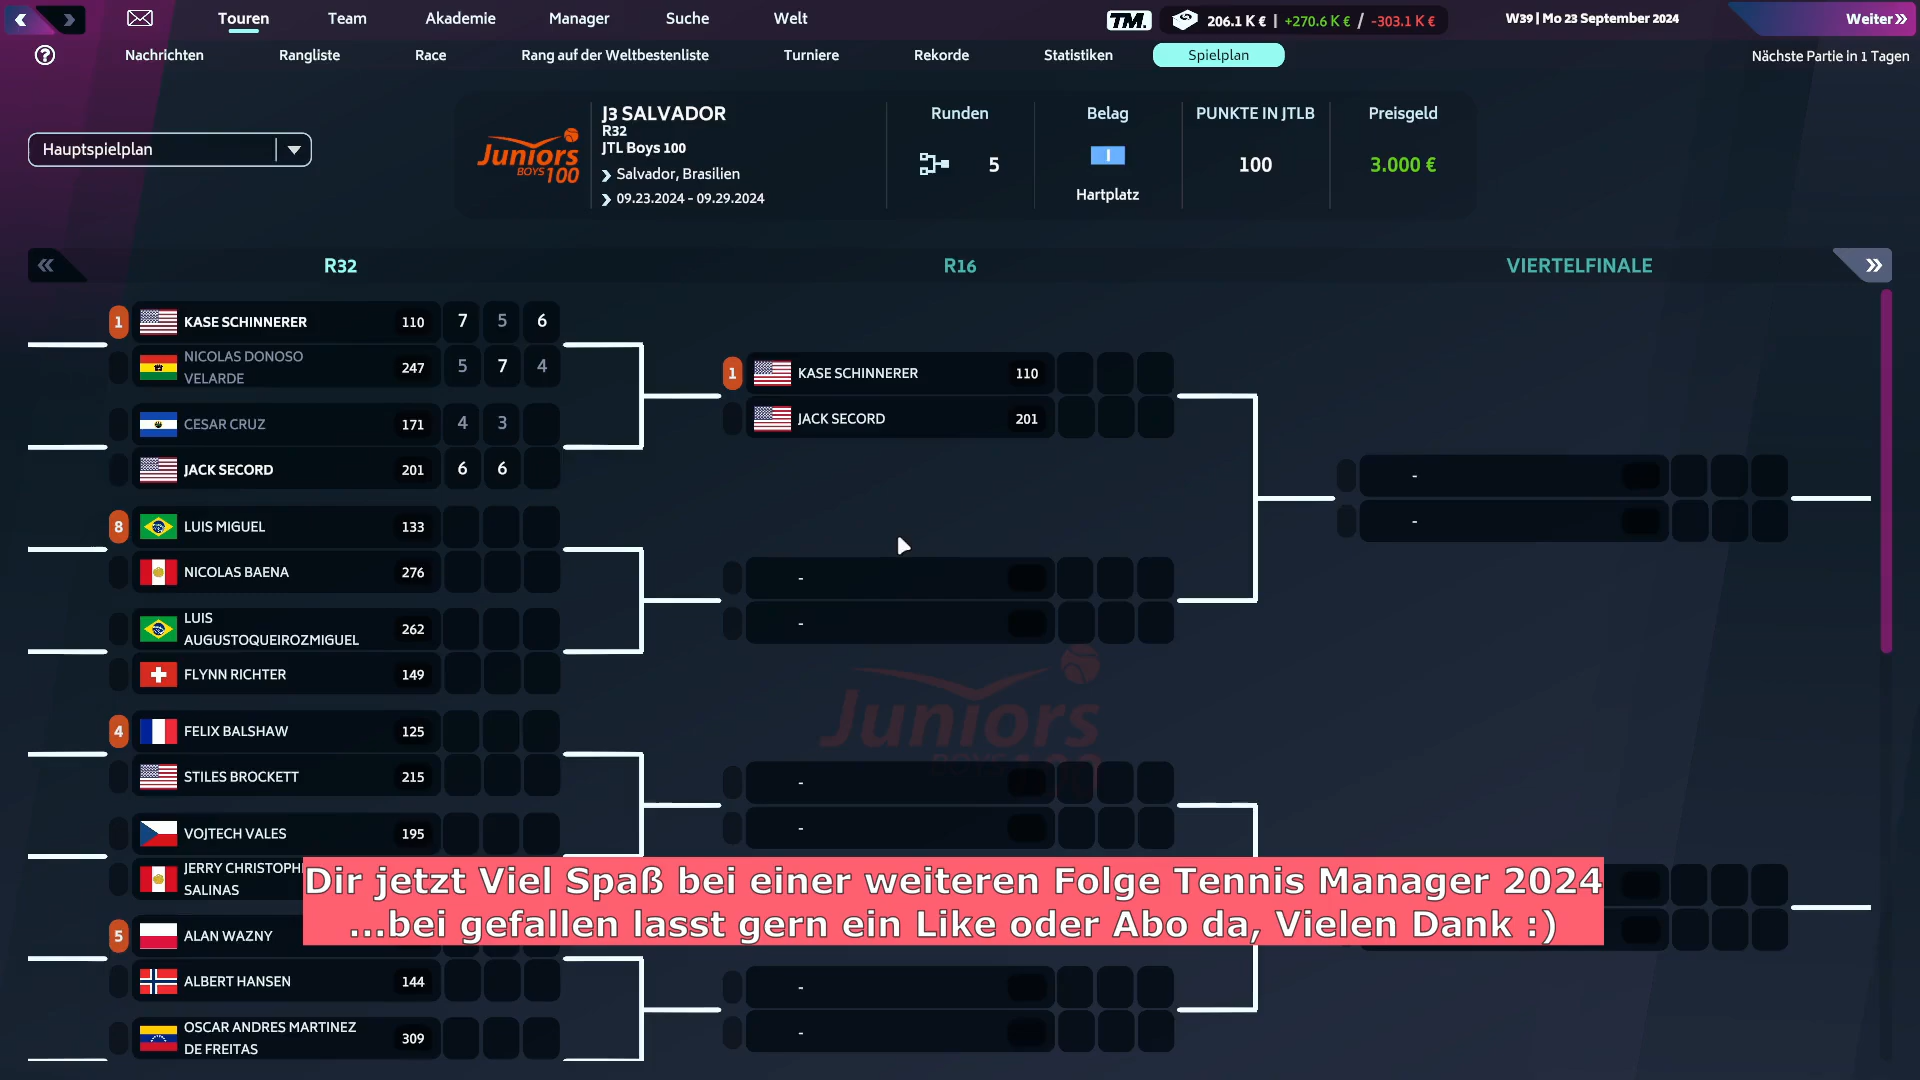 Touren
Team
Akademie
Manager
Suche
Welt
TM.
206.1 K € | +270.6 K € / -303.1 K €
W39 | Mo 23 September 2024
Weiter
Nachrichten
Rangliste
Race
Rang auf der Weltbestenliste
Turniere
Rekorde
Statistiken
Spielplan
Nächste Partie in 1 Tagen
Hauptspielplan
Juniors
BOYS 100
J3 SALVADOR
R32
JTL Boys 100
Salvador, Brasilien
09.23.2024 - 09.29.2024
Runden
5
Belag
Hartplatz
PUNKTE IN JTLB
100
Preisgeld
3.000 €
R32
R16
VIERTELFINALE
1 KASE SCHINNERER 110 7 5 6
NICOLAS DONOSO
VELARDE 247 5 7 4
CESAR CRUZ 171 4 3
JACK SECORD 201 6 6
8 LUIS MIGUEL 133
NICOLAS BAENA 276
LUIS
AUGUSTOQUEIROZMIGUEL 262
FLYNN RICHTER 149
4 FELIX BALSHAW 125
STILES BROCKETT 215
VOJTECH VALES 195
SALINAS
5 ALAN WAZNY
ALBERT HANSEN 144
OSCAR ANDRES MARTINEZ
DE FREITAS 309
1 KASE SCHINNERER 110
JACK SECORD 201
-
-
-
-
-
-
-
-
Juniors
BOYS 100
Dir jetzt Viel Spaß bei einer weiteren Folge Tennis Manager 2024
...bei gefallen lasst gern ein Like oder Abo da, Vielen Dank :)